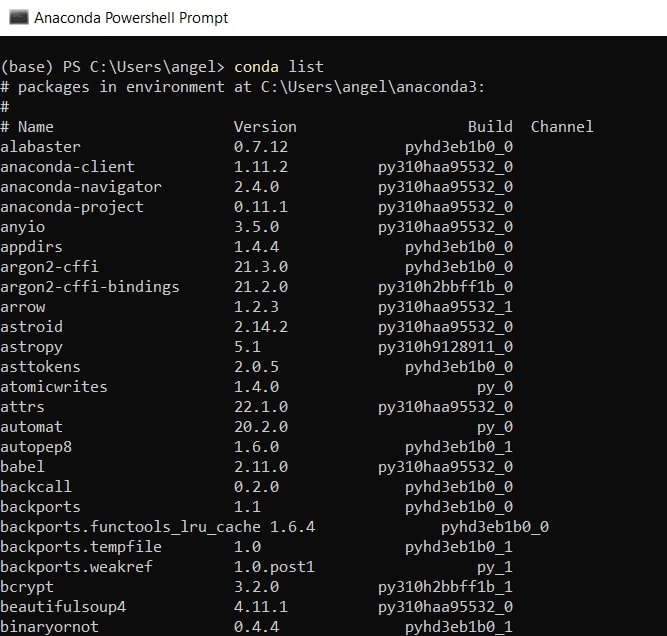 Anaconda Powershell Prompt
(base) PS C:\Users\angel> conda list
# packages in environment at C:\Users\angel\anaconda3:
#
# Name                    Version                   Build  Channel
alabaster                 0.7.12             pyhd3eb1b0_0
anaconda-client           1.11.2          py310haa95532_0
anaconda-navigator        2.4.0           py310haa95532_0
anaconda-project          0.11.1          py310haa95532_0
anyio                     3.5.0           py310haa95532_0
appdirs                   1.4.4              pyhd3eb1b0_0
argon2-cffi               21.3.0             pyhd3eb1b0_0
argon2-cffi-bindings      21.2.0          py310h2bbff1b_0
arrow                     1.2.3           py310haa95532_1
astroid                   2.14.2          py310haa95532_0
astropy                   5.1             py310h9128911_0
asttokens                 2.0.5              pyhd3eb1b0_0
atomicwrites              1.4.0                      py_0
attrs                     22.1.0          py310haa95532_0
automat                   20.2.0                     py_0
autopep8                  1.6.0              pyhd3eb1b0_1
babel                     2.11.0          py310haa95532_0
backcall                  0.2.0              pyhd3eb1b0_0
backports                 1.1                pyhd3eb1b0_0
backports.functools_lru_cache 1.6.4              pyhd3eb1b0_0
backports.tempfile        1.0                pyhd3eb1b0_1
backports.weakref         1.0.post1                  py_1
bcrypt                    3.2.0           py310h2bbff1b_1
beautifulsoup4            4.11.1          py310haa95532_0
binaryornot               0.4.4              pyhd3eb1b0_1